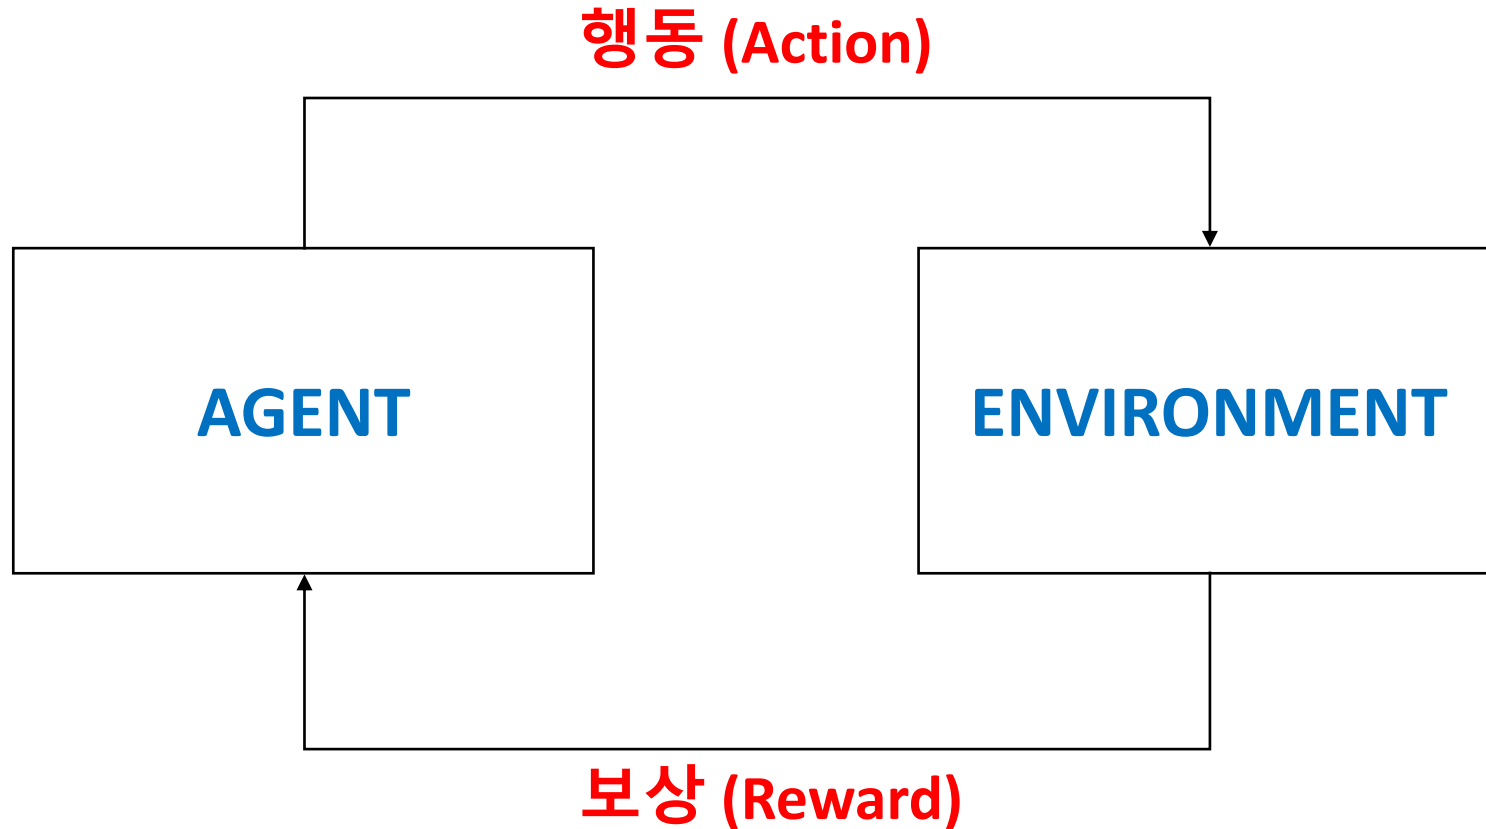 행동 (Action)
AGENT
ENVIRONMENT
보상 (Reward)